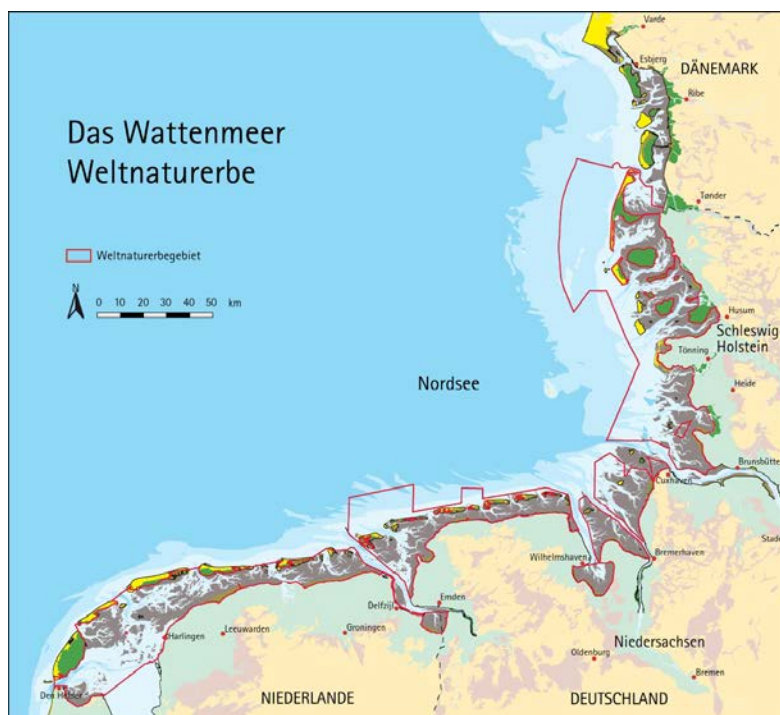 Varde
Esbjerg
DÄNEMARK
Ribe
Das Wattenmeer
Weltnaturerbe
Tønder
Weltnaturerbegebiet
N
0 10 20 30 40 50 km
Husum
Schleswig
Holstein
Tönning
Nordsee
Heide
Brunsbütte
Cuxhaven
Stade
Wilhelmshaven
Bremerhaven
Emden
Delfzijl
Harlingen
Leeuwarden
Groningen
Niedersachsen
Oldenburg
Bremen
Den Helder
NIEDERLANDE
DEUTSCHLAND